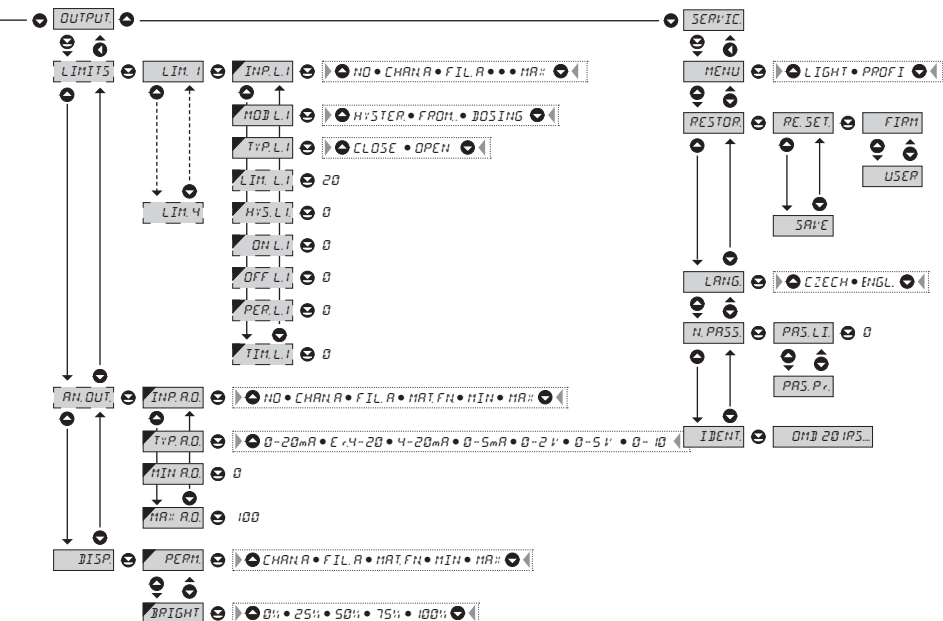 OUTPUT.
SERVIC.
LIMITS
LIM. 1
INP.L.1
NO • CHAN.A • FIL. A • • • MAX
MENU
LIGHT • PROFI
MOD L.1
HYSTER. • FROM.. • DOSING
RESTOR.
RE. SET.
FIRM
TYP.L.1
CLOSE • OPEN
USER
LIM. L.1
20
LIM. 4
HYS.L.1.
0
SAVE
ON L.1
0
OFF L.1
0
LANG.
CZECH • ENGL.
PER.L.1
0
N. PASS.
PAS. LI.
0
TIM. L.1
0
PAS. Pr.
AN. OUT.
INP. A.O.
NO • CHAN.A • FIL. A • MAT.FN. • MIN • MAX
TYP. A.O.
0-20mA • Er.4-20 • 4-20mA • 0-5mA • 0-2 V • 0-5 V • 0- 10
IDENT.
OMB 201RS...
MIN A.O.
0
MAX A.O.
100
DISP.
PERM.
CHAN.A • FIL. A • MAT.FN. • MIN • MAX
BRIGHT
0% • 25% • 50% • 75% • 100%